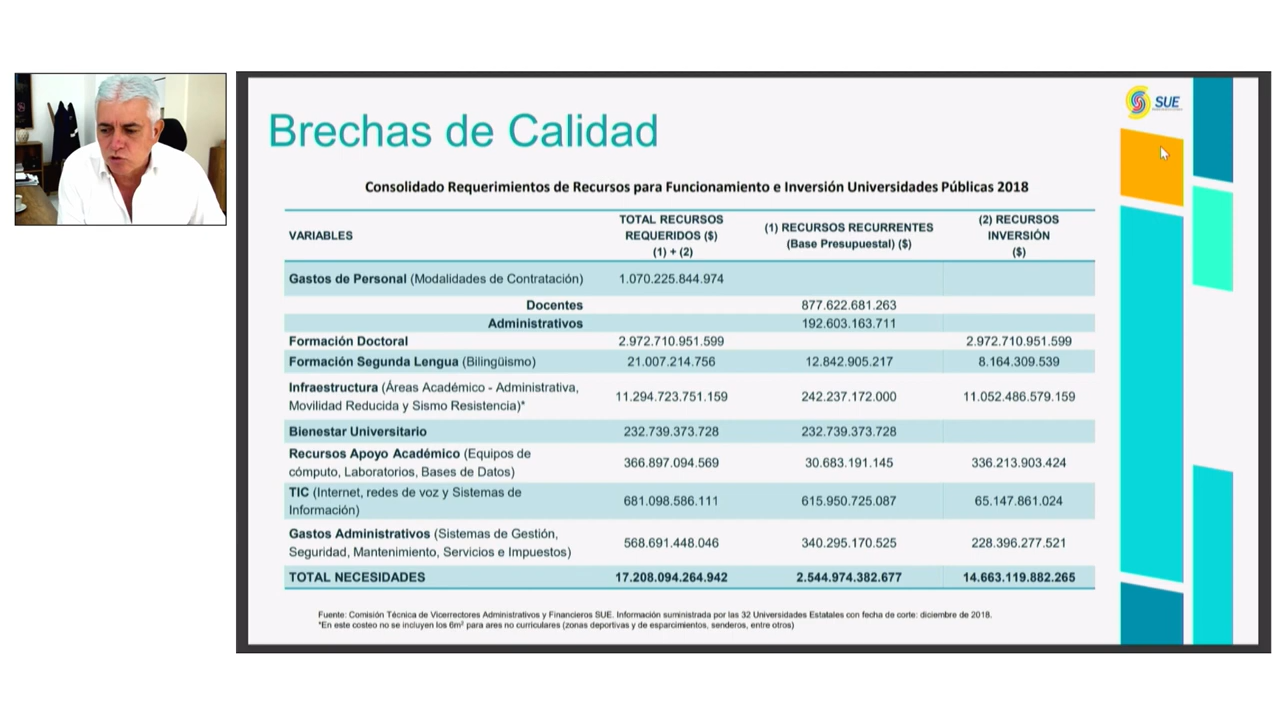 SUE
Brechas de Calidad
Consolidado Requerimientos de Recursos para Funcionamiento e Inversión Universidades Públicas 2018
VARIABLES
TOTAL RECURSOS
REQUERIDOS ($)
(1) + (2)
(1) RECURSOS RECURRENTES
(Base Presupuestal) ($)
(2) RECURSOS
INVERSIÓN
($)
Gastos de Personal (Modalidades de Contratación) 1.070.225.844.974
Docentes 877.622.681.263
Administrativos 192.603.163.711
Formación Doctoral 2.972.710.951.599 2.972.710.951.599
Formación Segunda Lengua (Bilingüismo) 21.007.214.756 12.842.905.217 8.164.309.539
Infraestructura (Áreas Académico - Administrativa,
Movilidad Reducida y Sismo Resistencia)* 11.294.723.751.159 242.237.172.000 11.052.486.579.159
Bienestar Universitario 232.739.373.728 232.739.373.728
Recursos Apoyo Académico (Equipos de
cómputo, Laboratorios, Bases de Datos) 366.897.094.569 30.683.191.145 336.213.903.424
TIC (Internet, redes de voz y Sistemas de
Información) 681.098.586.111 615.950.725.087 65.147.861.024
Gastos Administrativos (Sistemas de Gestión,
Seguridad, Mantenimiento, Servicios e Impuestos) 568.691.448.046 340.295.170.525 228.396.277.521
TOTAL NECESIDADES 17.208.094.264.942 2.544.974.382.677 14.663.119.882.265
Fuente: Comisión Técnica de Vicerrectores Administrativos y Financieros SUE. Información suministrada por las 32 Universidades Estatales con fecha de corte: diciembre de 2018.
*En este costeo no se incluyen los 6m² para ares no curriculares (zonas deportivas y de esparcimientos, senderos, entre otros)